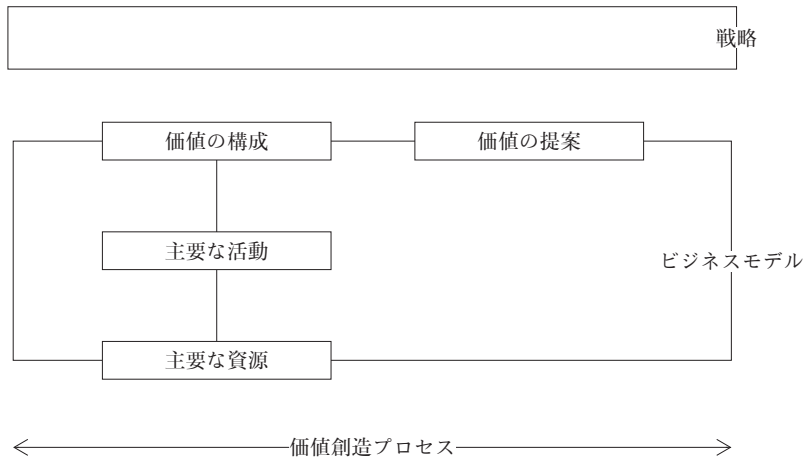 戦略
価値の構成
価値の提案
主要な活動
ビジネスモデル
主要な資源
価値創造プロセス